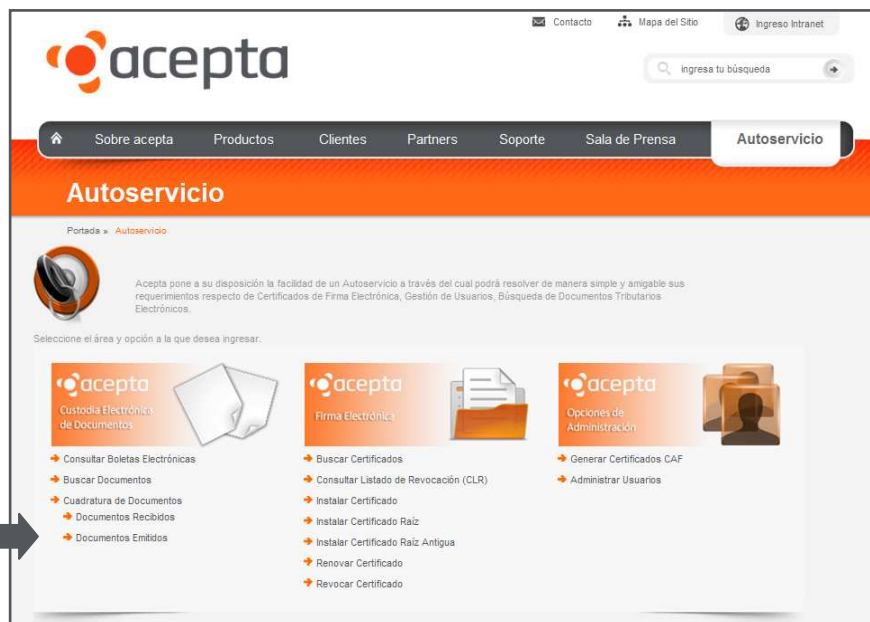 Contacto
Mapa del Sitio
Ingreso Intranet
acepta
ingresa tu búsqueda
Sobre acepta
Productos
Clientes
Partners
Soporte
Sala de Prensa
Autoservicio
Autoservicio
Portada » Autoservicio
Acepta pone a su disposición la facilidad de un Autoservicio a través del cual podrá resolver de manera simple y amigable sus
requerimientos respecto de Certificados de Firma Electrónica, Gestión de Usuarios, Búsqueda de Documentos Tributarios
Electrónicos.
Seleccione el área y opción a la que desea ingresar.
acepta
Custodia Electrónica
de Documentos
Consultar Boletas Electrónicas
Buscar Documentos
Cuadratura de Documentos
Documentos Recibidos
Documentos Emitidos
acepta
Firma Electrónica
Buscar Certificados
Consultar Listado de Revocación (CLR)
Instalar Certificado
Instalar Certificado Raíz
Instalar Certificado Raíz Antigua
Renovar Certificado
Revocar Certificado
acepta
Opciones de
Administración
Generar Certificados CAF
Administrar Usuarios